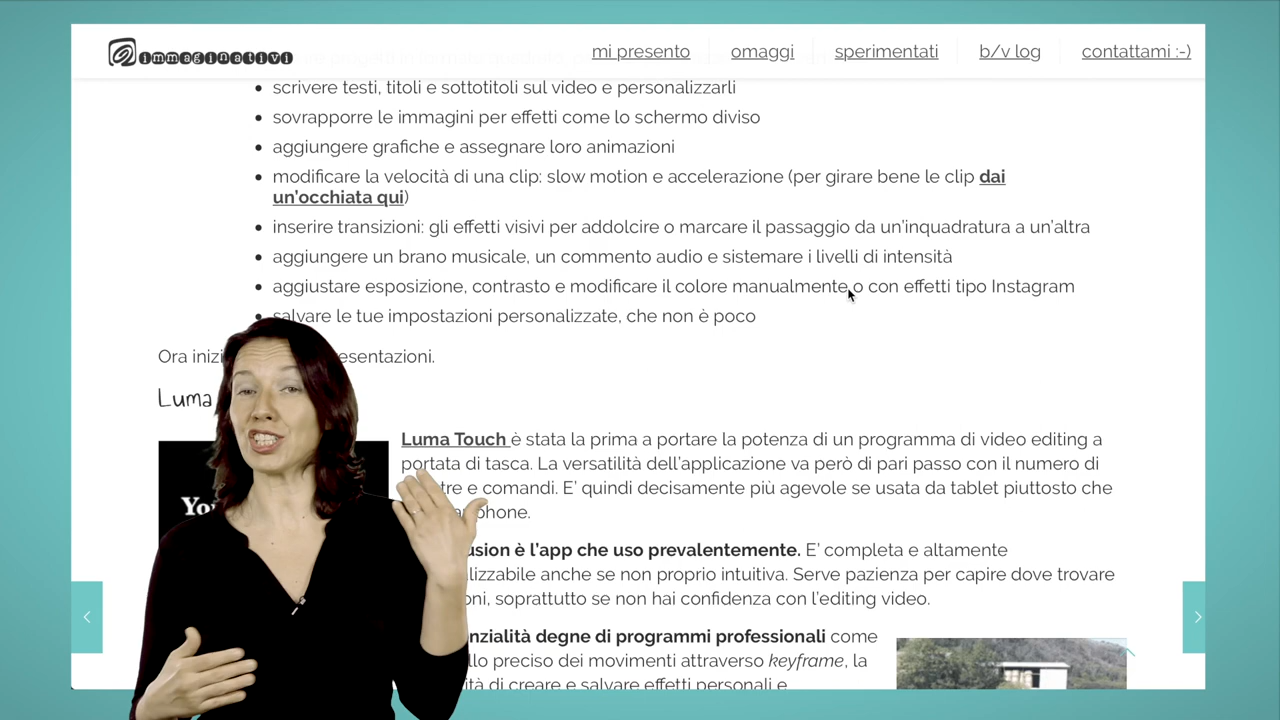 immaginativi
mi presento
omaggi
sperimentati
b/v log
contattami :-)
scrivere testi, titoli e sottotitoli sul video e personalizzarli
sovrapporre le immagini per effetti come lo schermo diviso
aggiungere grafiche e assegnare loro animazioni
modificare la velocità di una clip: slow motion e accelerazione (per girare bene le clip dai
un'occhiata qui)
inserire transizioni: gli effetti visivi per addolcire o marcare il passaggio da un'inquadratura a un'altra
aggiungere un brano musicale, un commento audio e sistemare i livelli di intensità
aggiustare esposizione, contrasto e modificare il colore manualmente o con effetti tipo Instagram
salvare le tue impostazioni personalizzate, che non è poco
Ora inizi esentazioni.
Luma
Luma Touch è stata la prima a portare la potenza di un programma di video editing a
portata di tasca. La versatilità dell'applicazione va però di pari passo con il numero di
tre e comandi. E' quindi decisamente più agevole se usata da tablet piuttosto che
phone.
Yo
usion è l'app che uso prevalentemente. E' completa e altamente
lizzabile anche se non proprio intuitiva. Serve pazienza per capire dove trovare
oni, soprattutto se non hai confidenza con l'editing video.
nzialità degne di programmi professionali come
llo preciso dei movimenti attraverso keyframe, la
ità di creare e salvare effetti personali e